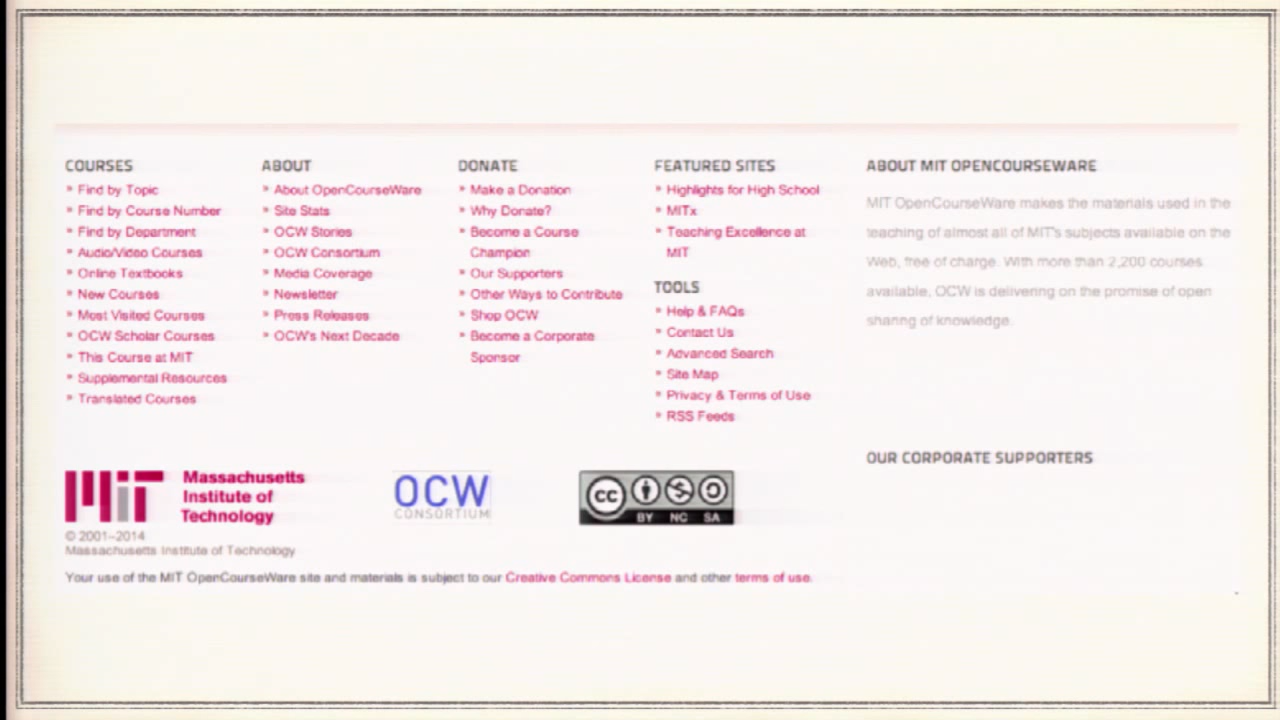 COURSES
» Find by Topic
» Find by Course Number
» Find by Department
» Audio/Video Courses
» Online Textbooks
» New Courses
» Most Visited Courses
» OCW Scholar Courses
» This Course at MIT
» Supplemental Resources
» Translated Courses
ABOUT
» About OpenCourseWare
» Site Stats
» OCW Stories
» OCW Consortium
» Media Coverage
» Newsletter
» Press Releases
» OCW's Next Decade
DONATE
» Make a Donation
» Why Donate?
» Become a Course
Champion
» Our Supporters
» Other Ways to Contribute
» Shop OCW
» Become a Corporate
Sponsor
FEATURED SITES
» Highlights for High School
» MITx
» Teaching Excellence at
MIT
TOOLS
» Help & FAQs
» Contact Us
» Advanced Search
» Site Map
» Privacy & Terms of Use
» RSS Feeds
ABOUT MIT OPENCOURSEWARE
MIT OpenCourseWare makes the materials used in the
teaching of almost all of MIT's subjects available on the
Web, free of charge. With more than 2,200 courses
available, OCW is delivering on the promise of open
sharing of knowledge.
OUR CORPORATE SUPPORTERS
MIT
Massachusetts
Institute of
Technology
OCW
CONSORTIUM
cc
BY NC SA
© 2001–2014
Massachusetts Institute of Technology
Your use of the MIT OpenCourseWare site and materials is subject to our Creative Commons License and other terms of use.